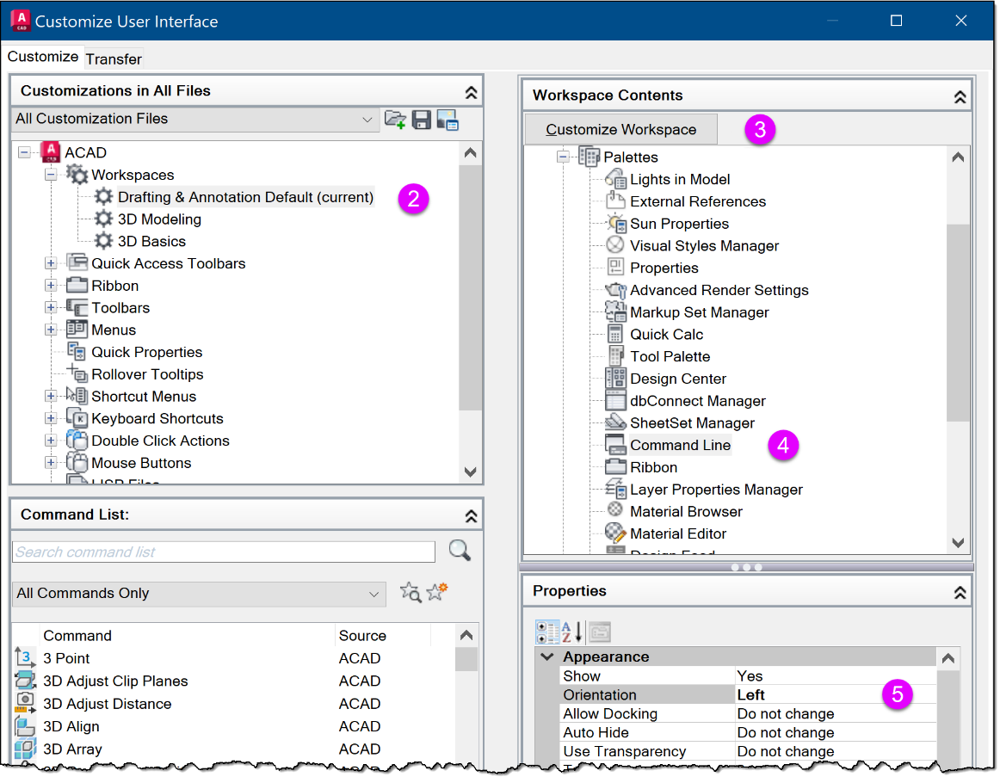 A
CAD
Customize User Interface
Customize Transfer
Customizations in All Files
All Customization Files
A
CAD
ACAD
Workspaces
Drafting & Annotation Default (current)
2
3D Modeling
3D Basics
Quick Access Toolbars
Ribbon
Toolbars
Menus
Quick Properties
Rollover Tooltips
Shortcut Menus
K
Keyboard Shortcuts
Double Click Actions
Mouse Buttons
LISP Files
Command List:
Search command list
All Commands Only
Command Source
3
3 Point ACAD
3D Adjust Clip Planes ACAD
3D Adjust Distance ACAD
3D Align ACAD
3D Array ACAD
Workspace Contents
Customize Workspace
3
Palettes
Lights in Model
External References
Sun Properties
Visual Styles Manager
Properties
Advanced Render Settings
Markup Set Manager
Quick Calc
Tool Palette
Design Center
dbConnect Manager
SheetSet Manager
Command Line
4
Ribbon
Layer Properties Manager
Material Browser
Material Editor
Design Feed
Properties
A
Z
Appearance
Show Yes
Orientation Left
5
Allow Docking Do not change
Auto Hide Do not change
Use Transparency Do not change